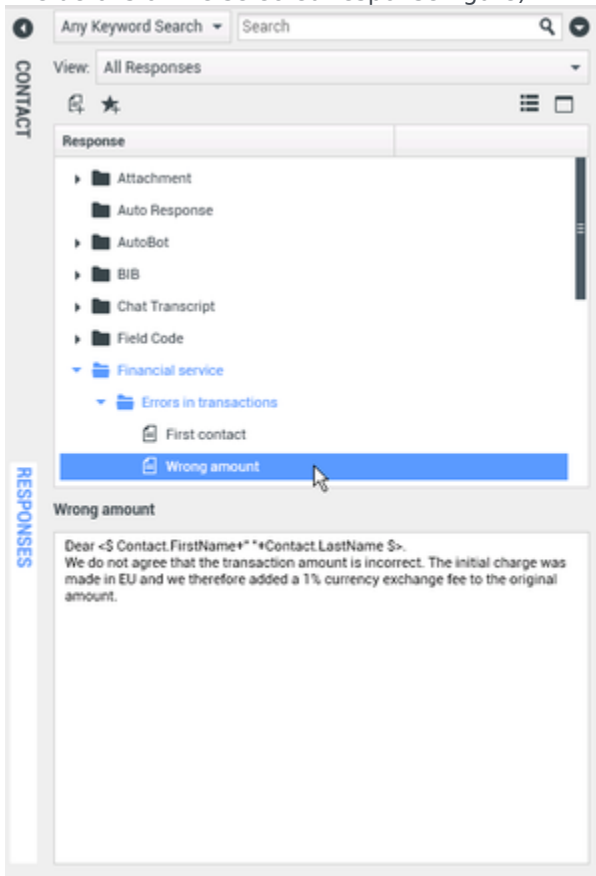 Any Keyword Search
Search
CONTACT
View:
All Responses
Response
Attachment
Auto Response
AutoBot
BIB
Chat Transcript
Field Code
Financial service
Errors in transactions
First contact
Wrong amount
RESPONSES
Wrong amount
Dear <$ Contact.FirstName+" "+Contact.LastName $>.
We do not agree that the transaction amount is incorrect. The initial charge was
made in EU and we therefore added a 1% currency exchange fee to the original
amount.